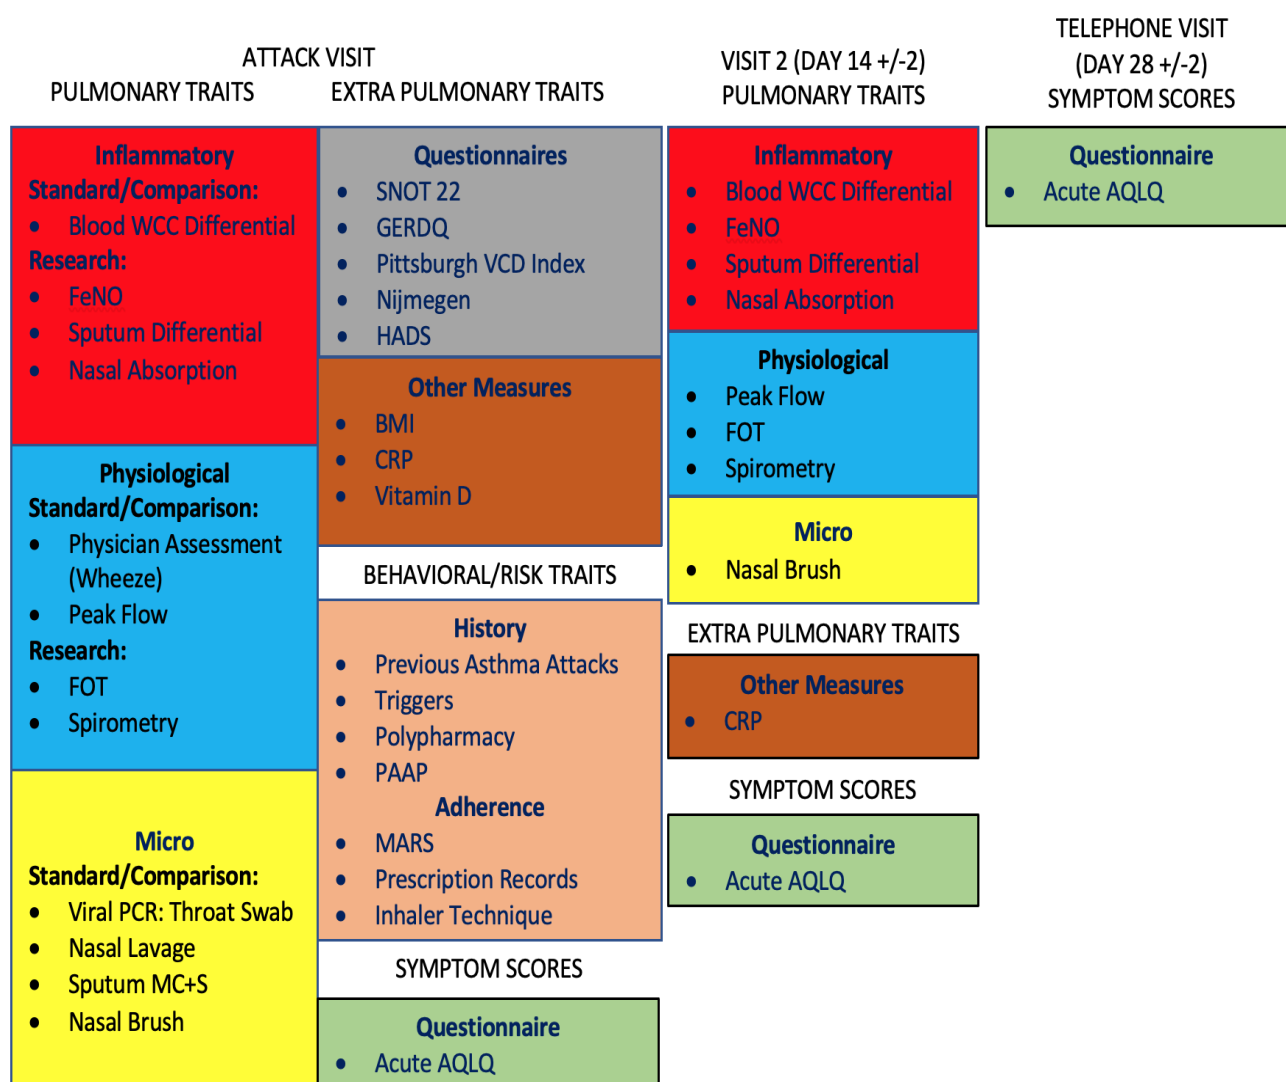 ATTACK VISIT
PULMONARY TRAITS
Inflammatory
Standard/Comparison:
• Blood WCC Differential
Research:
• FeNO
• Sputum Differential
• Nasal Absorption
Physiological
Standard/Comparison:
• Physician Assessment
(Wheeze)
• Peak Flow
Research:
• FOT
• Spirometry
Micro
Standard/Comparison:
• Viral PCR: Throat Swab
• Nasal Lavage
• Sputum MC+S
• Nasal Brush
EXTRA PULMONARY TRAITS
Questionnaires
• SNOT 22
• GERDQ
• Pittsburgh VCD Index
• Nijmegen
• HADS
Other Measures
• BMI
• CRP
• Vitamin D
BEHAVIORAL/RISK TRAITS
History
• Previous Asthma Attacks
• Triggers
• Polypharmacy
• PAAP
Adherence
• MARS
• Prescription Records
• Inhaler Technique
SYMPTOM SCORES
Questionnaire
• Acute AQLQ
VISIT 2 (DAY 14 +/-2)
PULMONARY TRAITS
Inflammatory
• Blood WCC Differential
• FeNO
• Sputum Differential
• Nasal Absorption
Physiological
• Peak Flow
• FOT
• Spirometry
Micro
• Nasal Brush
EXTRA PULMONARY TRAITS
Other Measures
• CRP
SYMPTOM SCORES
Questionnaire
• Acute AQLQ
TELEPHONE VISIT
(DAY 28 +/-2)
SYMPTOM SCORES
Questionnaire
• Acute AQLQ